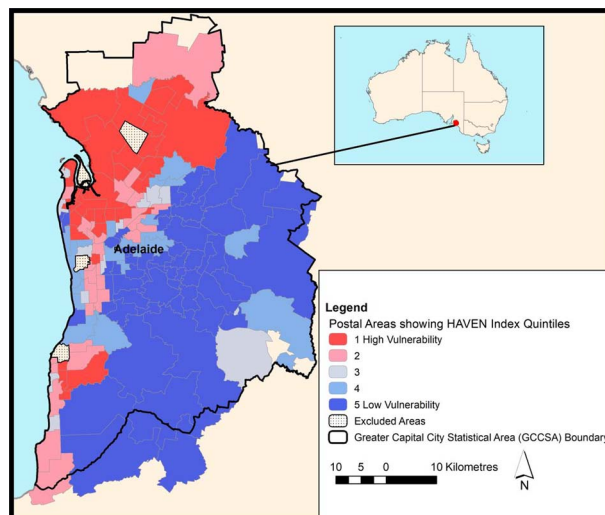 Adelaide
Legend
Postal Areas showing HAVEN Index Quintiles
1 High Vulnerability
2
3
4
5 Low Vulnerability
Excluded Areas
Greater Capital City Statistical Area (GCCSA) Boundary
10 5 0 10 Kilometres
N